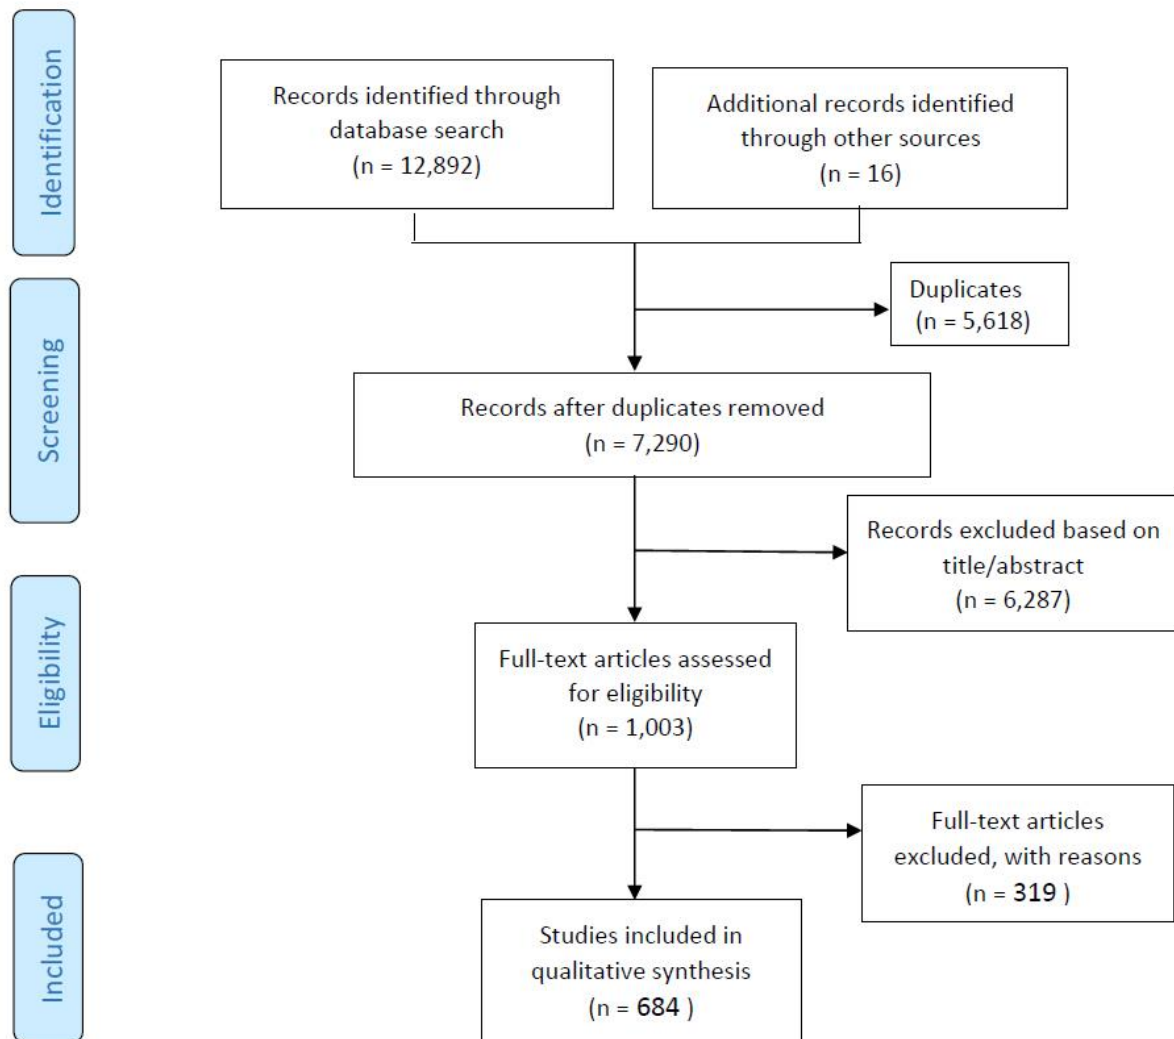 Identification
Records identified through
database search
(n = 12,892)
Additional records identified
through other sources
(n = 16)
Duplicates
(n = 5,618)
Screening
Records after duplicates removed
(n = 7,290)
Records excluded based on
title/abstract
(n = 6,287)
Eligibility
Full-text articles assessed
for eligibility
(n = 1,003)
Full-text articles
excluded, with reasons
(n = 319 )
Included
Studies included in
qualitative synthesis
(n = 684 )